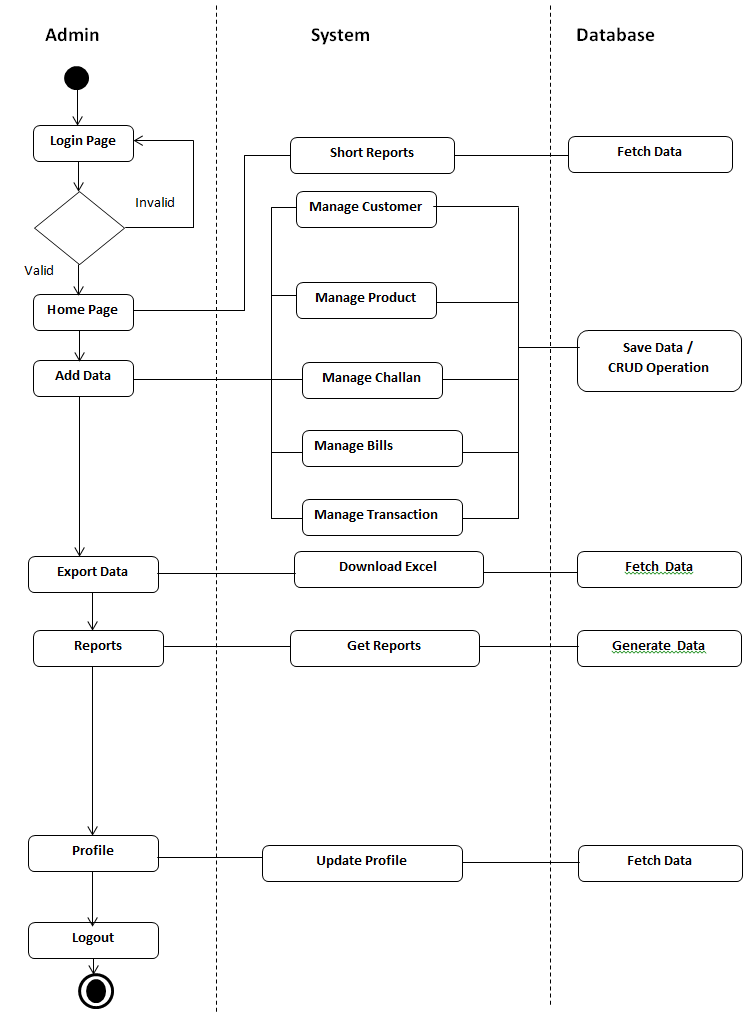 Admin
System
Database
Login Page
Short Reports
Fetch Data
Invalid
Manage Customer
Valid
Home Page
Manage Product
Save Data /
CRUD Operation
Add Data
Manage Challan
Manage Bills
Manage Transaction
Export Data
Download Excel
Fetch Data
Reports
Get Reports
Generate Data
Profile
Update Profile
Fetch Data
Logout